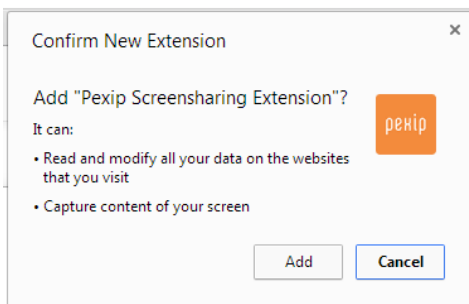 Confirm New Extension
Add "Pexip Screensharing Extension"?
pexip
It can:
• Read and modify all your data on the websites
that you visit
• Capture content of your screen
Add
Cancel